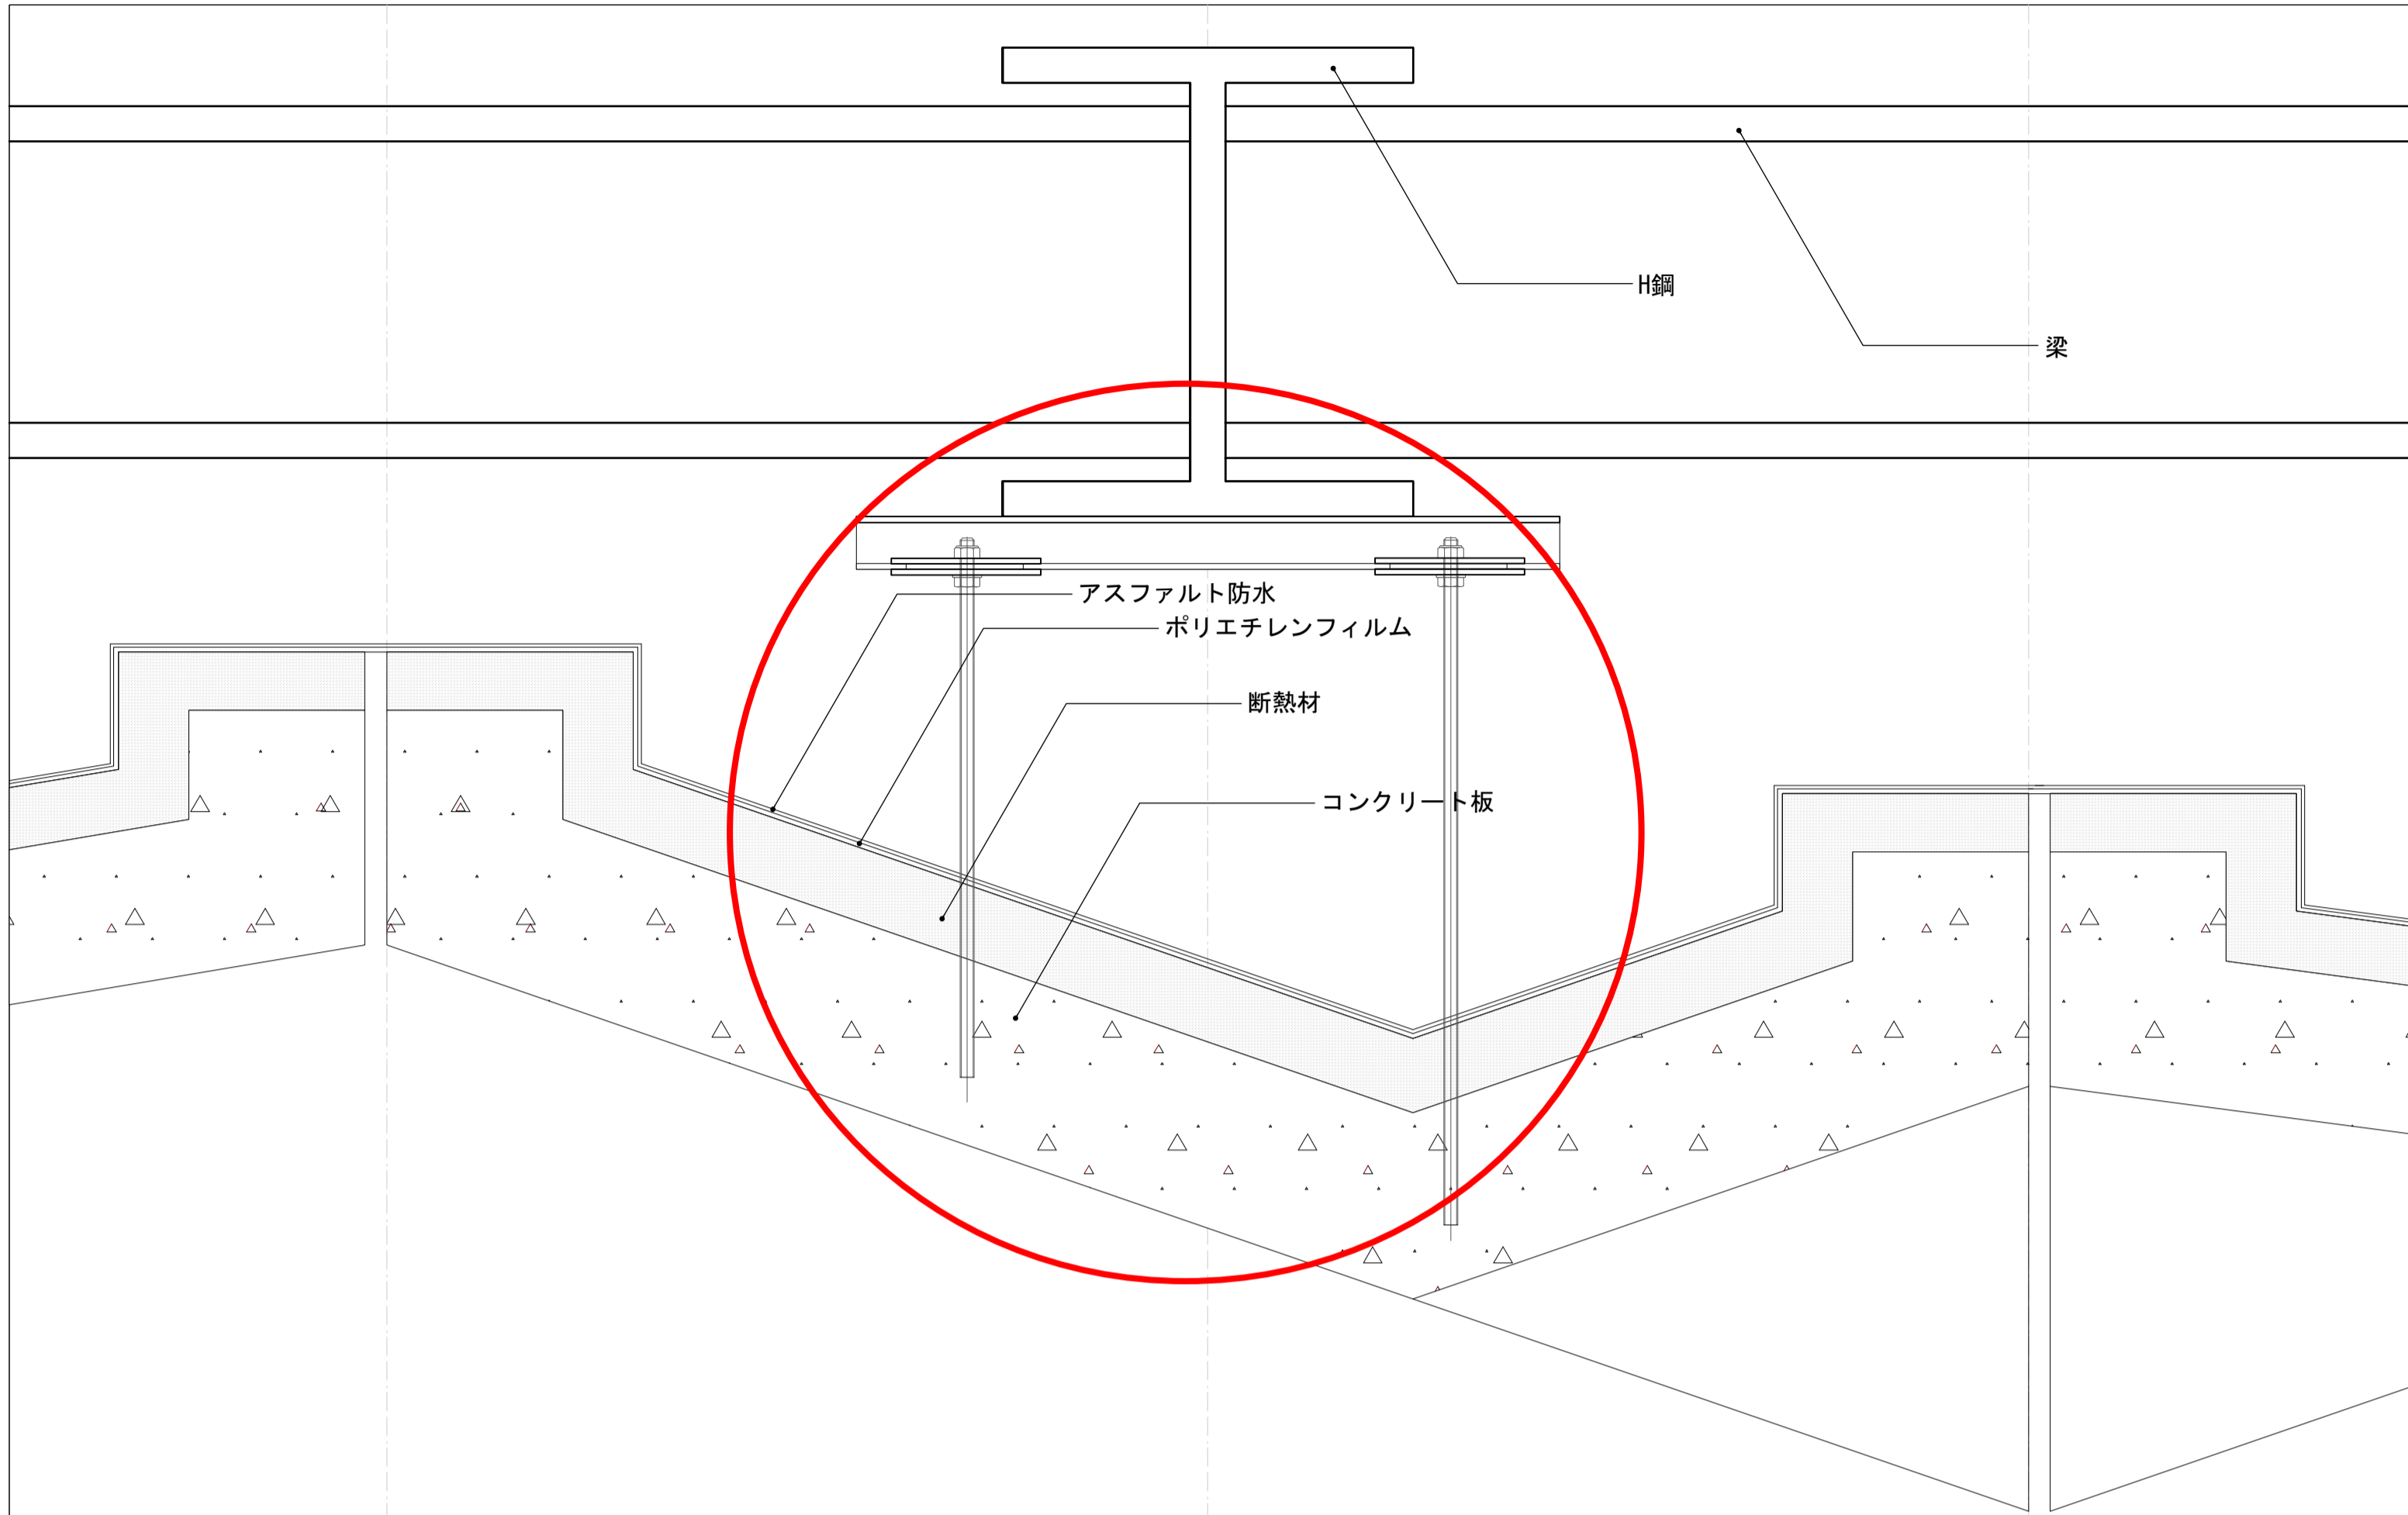 H鋼
梁
アスファルト防水
ポリエチレンフィルム
断熱材
コンクリート板